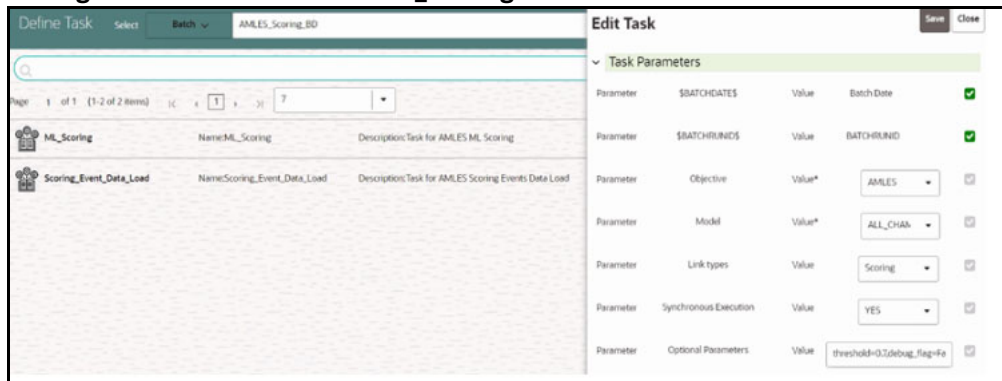 Define Task Select Batch AMLES_Scoring_BD
Page 1 of 1 (1-2 of 2 items) 1 7
ML_Scoring Name:ML_Scoring Description:Task for AMLES ML Scoring
Scoring_Event_Data_Load Name:Scoring_Event_Data_Load Description:Task for AMLES Scoring Events Data Load
Edit Task Save Close
Task Parameters
Parameter $BATCHDATE$ Value Batch Date
Parameter $BATCHRUNID$ Value BATCHRUNID
Parameter Objective Value* AMLES
Parameter Model Value* ALL_CHAN
Parameter Link types Value Scoring
Parameter Synchronous Execution Value YES
Parameter Optional Parameters Value threshold=0.7,debug_flag=Fa